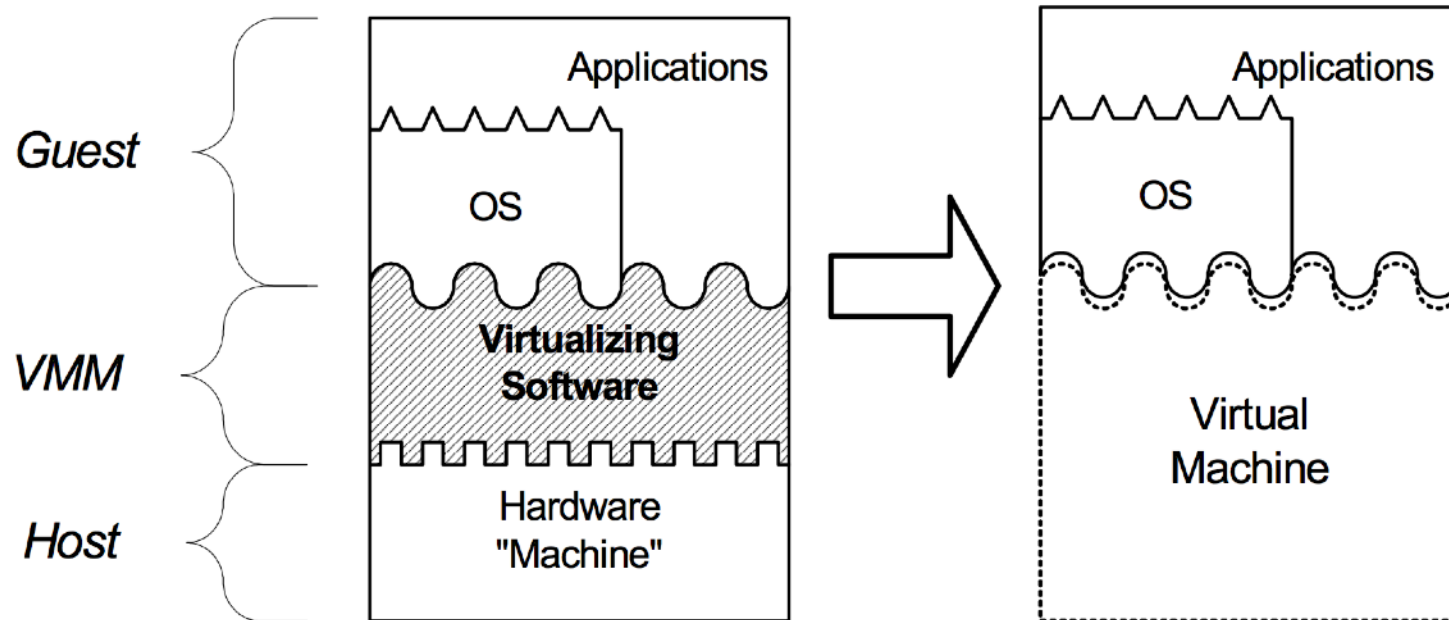 Guest
VMM
Host
Applications
OS
Virtualizing
Software
Hardware
"Machine"
Applications
OS
Virtual
Machine